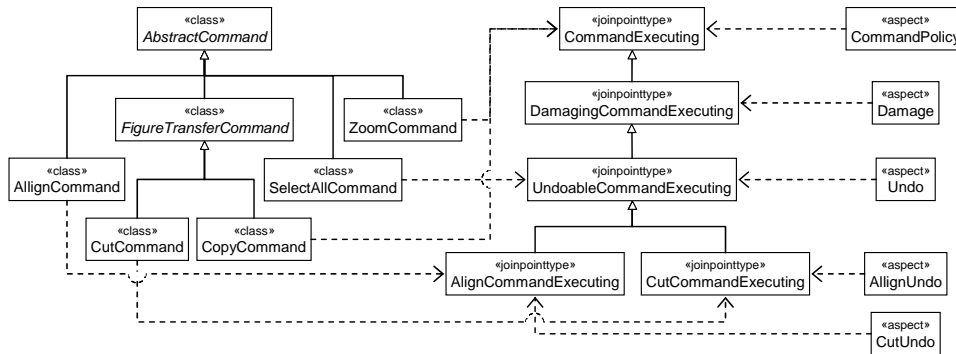 «class»
AbstractCommand
«joinpointtype»
CommandExecuting
«aspect»
CommandPolicy
«class»
FigureTransferCommand
«class»
ZoomCommand
«joinpointtype»
DamagingCommandExecuting
«aspect»
Damage
«class»
AllignCommand
«class»
SelectAllCommand
«joinpointtype»
UndoableCommandExecuting
«aspect»
Undo
«class»
CutCommand
«class»
CopyCommand
«joinpointtype»
AlignCommandExecuting
«joinpointtype»
CutCommandExecuting
«aspect»
AllignUndo
«aspect»
CutUndo